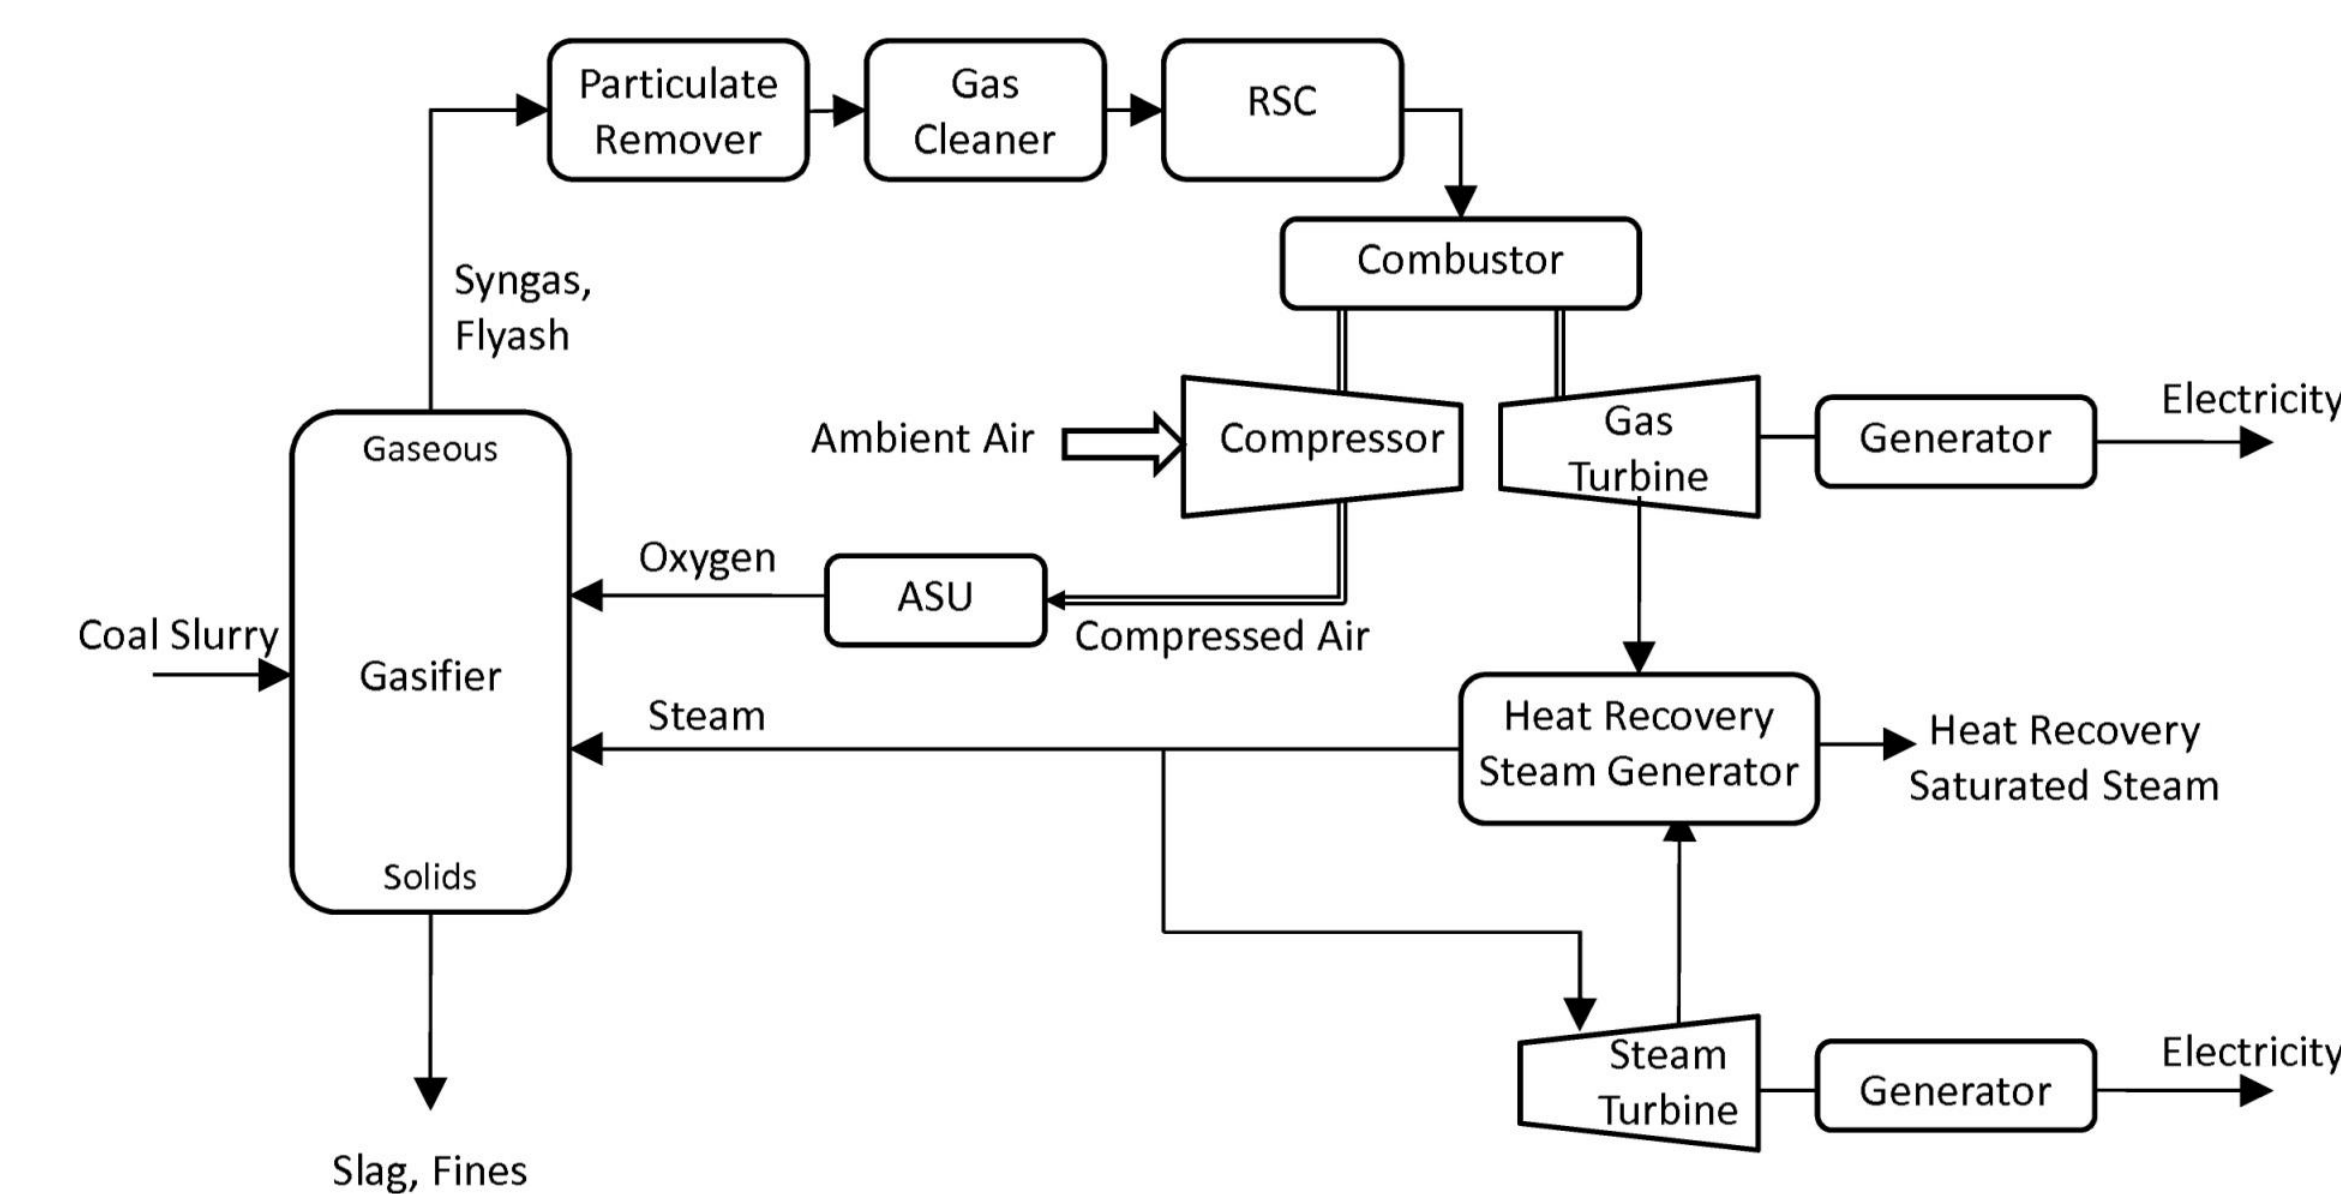 Particulate
Remover
Gas
Cleaner
RSC
Combustor
Syngas,
Flyash
Gaseous
Gasifier
Solids
Ambient Air
Compressor
Gas
Turbine
Generator
Electricity
Oxygen
ASU
Compressed Air
Coal Slurry
Steam
Heat Recovery
Steam Generator
Heat Recovery
Saturated Steam
Steam
Turbine
Generator
Electricity
Slag, Fines